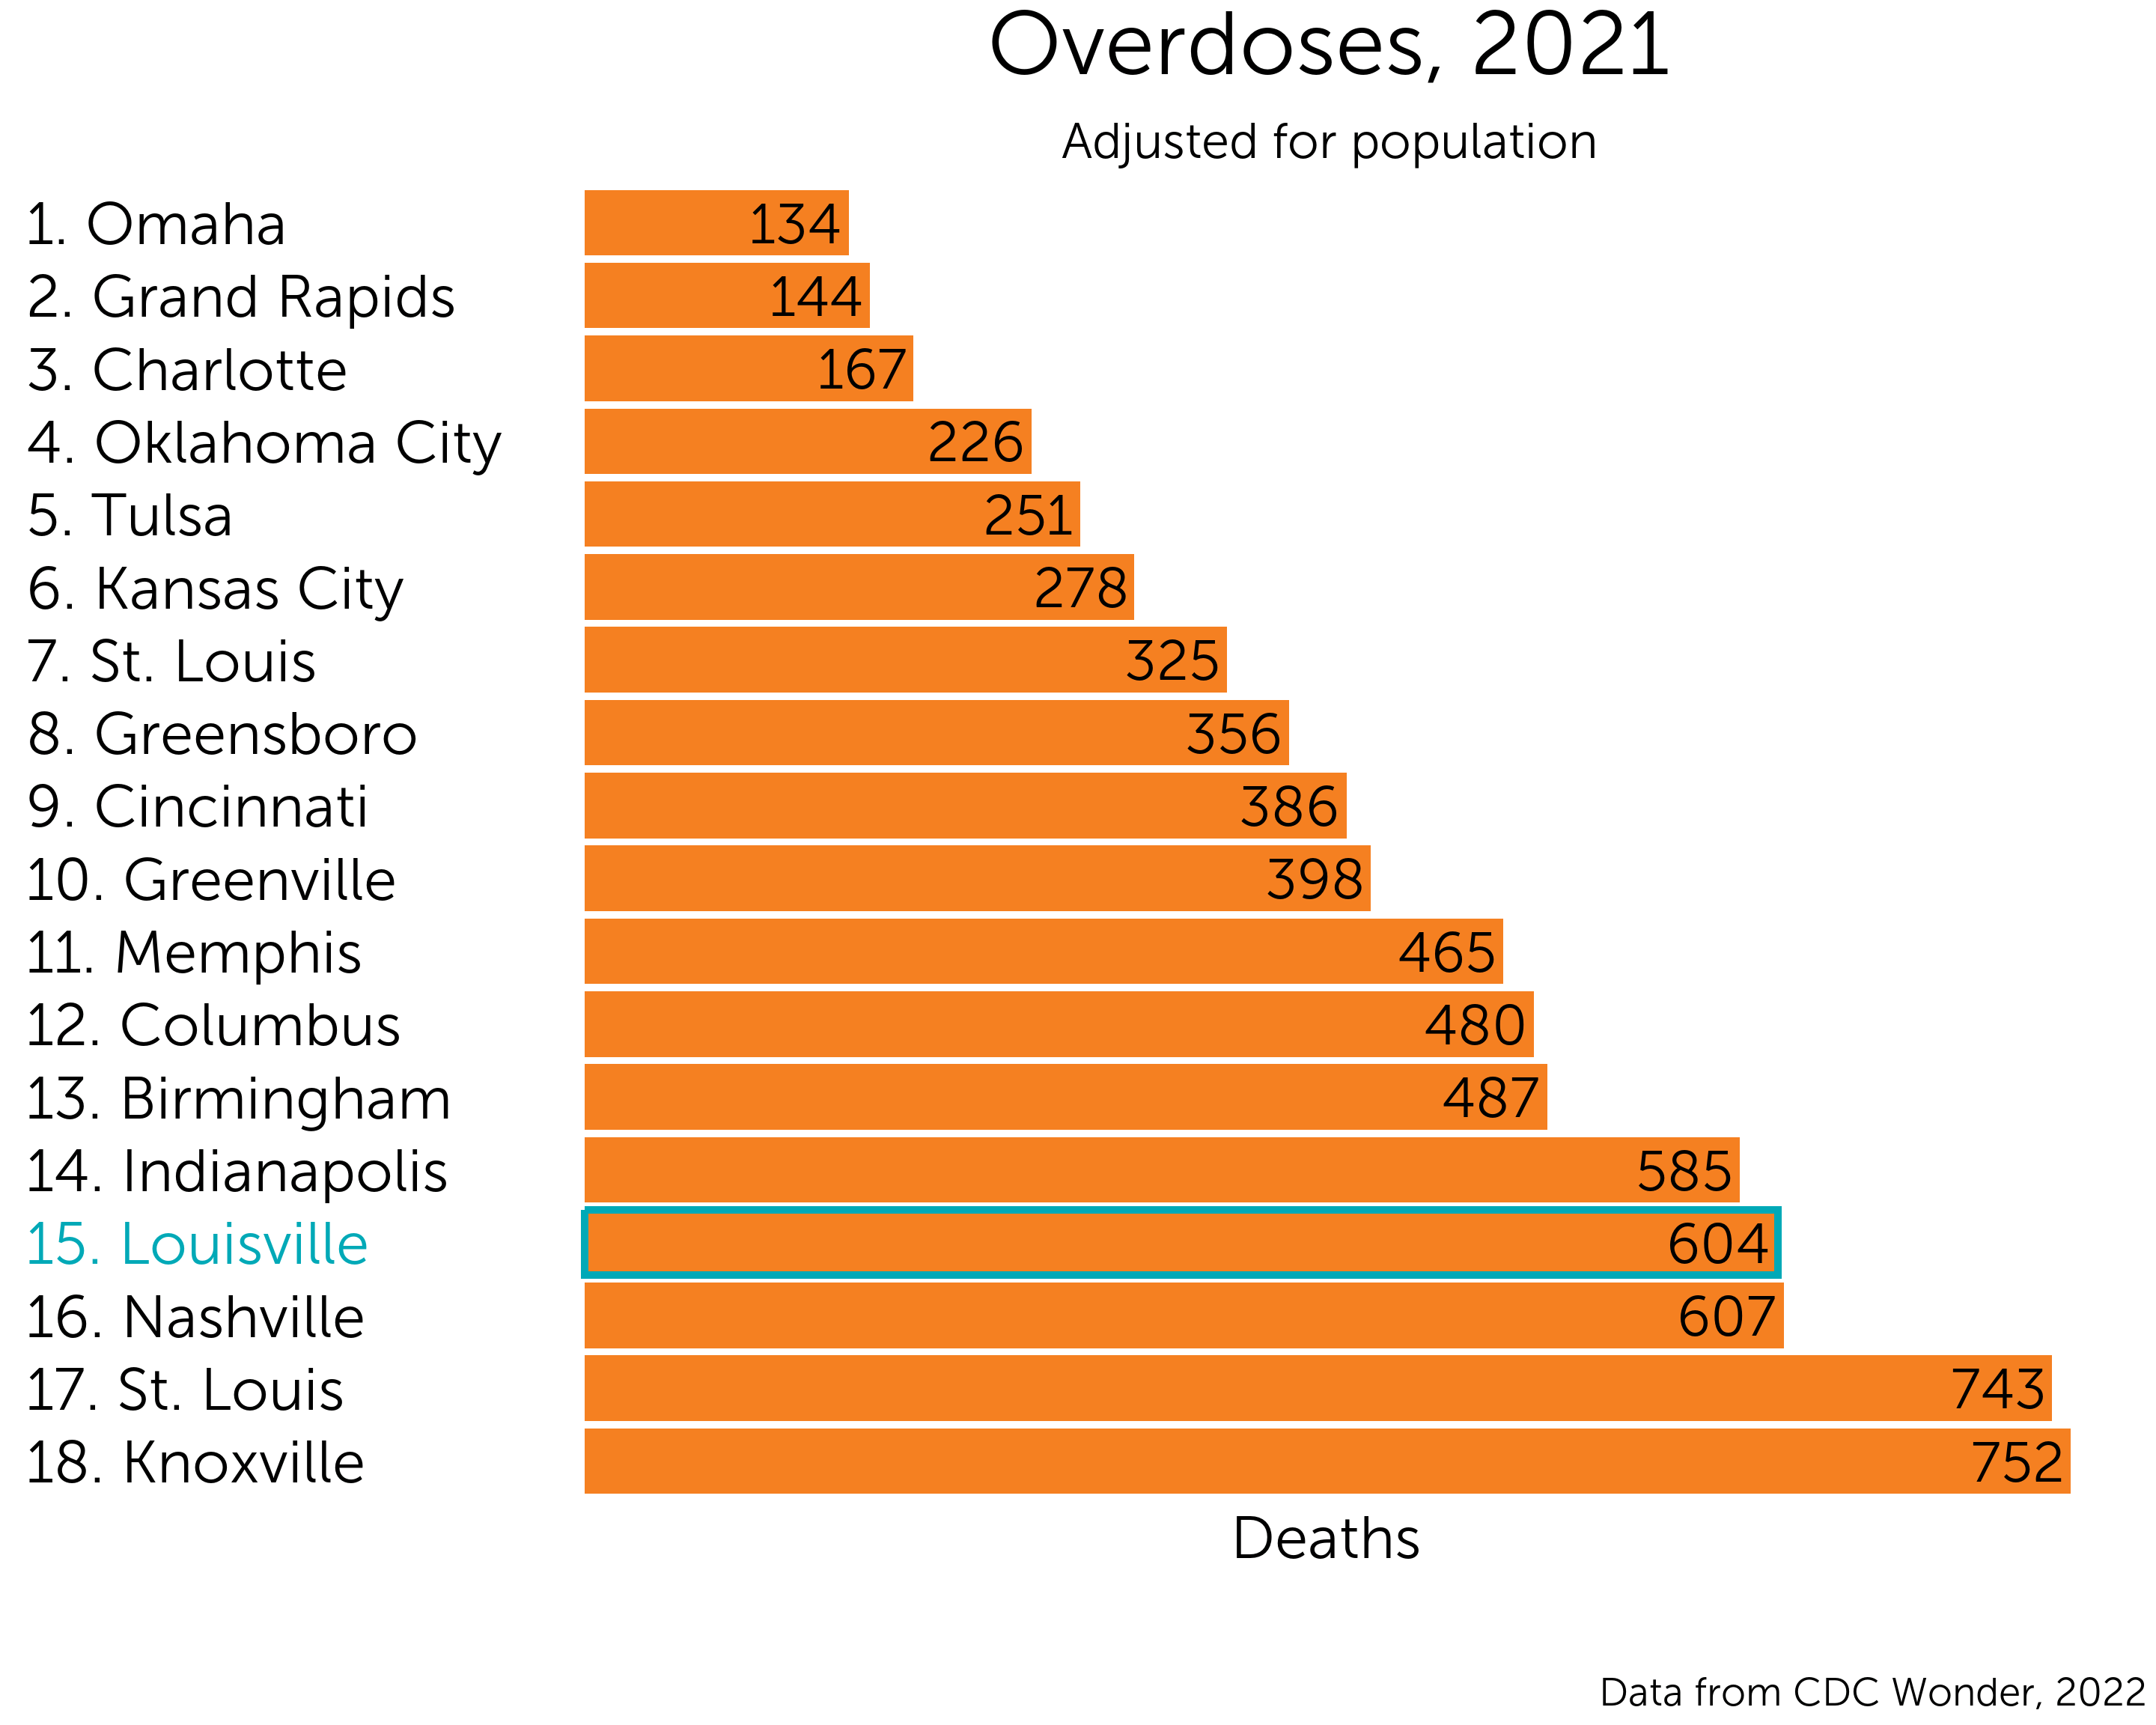 Overdoses, 2021
Adjusted for population
1. Omaha 134
2. Grand Rapids 144
3. Charlotte 167
4. Oklahoma City 226
5. Tulsa 251
6. Kansas City 278
7. St. Louis 325
8. Greensboro 356
9. Cincinnati 386
10. Greenville 398
11. Memphis 465
12. Columbus 480
13. Birmingham 487
14. Indianapolis 585
15. Louisville 604
16. Nashville 607
17. St. Louis 743
18. Knoxville 752
Deaths
Data from CDC Wonder, 2022